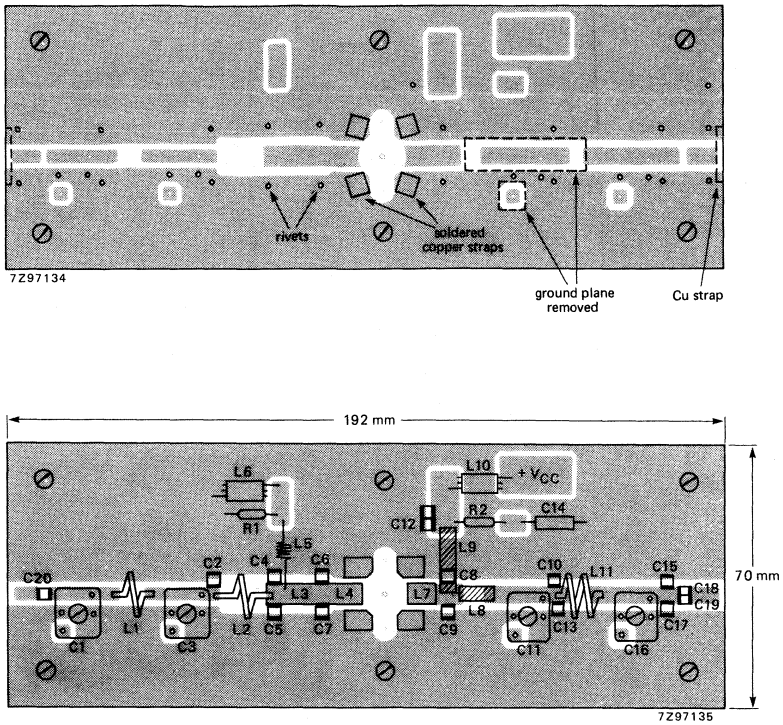 rivets
soldered
copper straps
7Z97134
ground plane
removed
Cu strap
192 mm
L6
L10
+ VCC
R1
C12
R2
C14
L5
L9
C20
C2
C4
C6
C8
C10
L11
C15
L3
L4
L7
L8
C18
C19
70 mm
C1
L1
C3
L2
C5
C7
C9
C11
C13
C16
C17
7Z97135